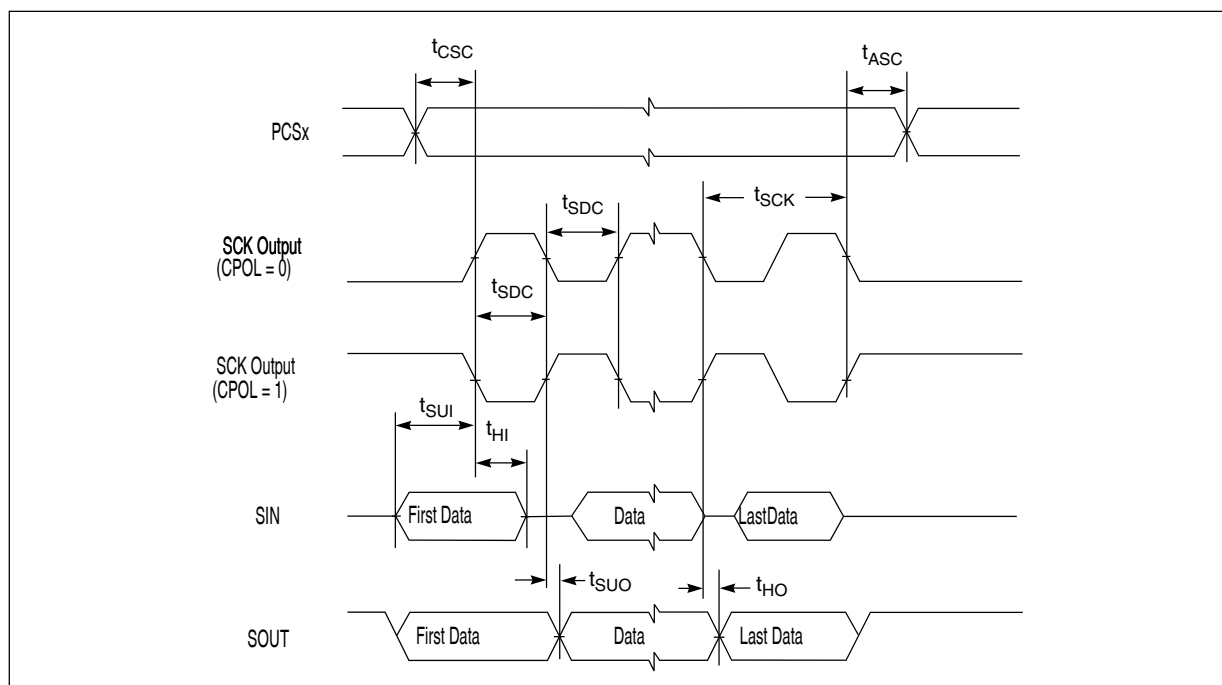 tCSC
tASC
PCSx
tSCK
tSDC
SCK Output
(CPOL = 0)
tSDC
SCK Output
(CPOL = 1)
tSUI
tHI
SIN
First Data
Data
LastData
tSUO
tHO
SOUT
First Data
Data
Last Data